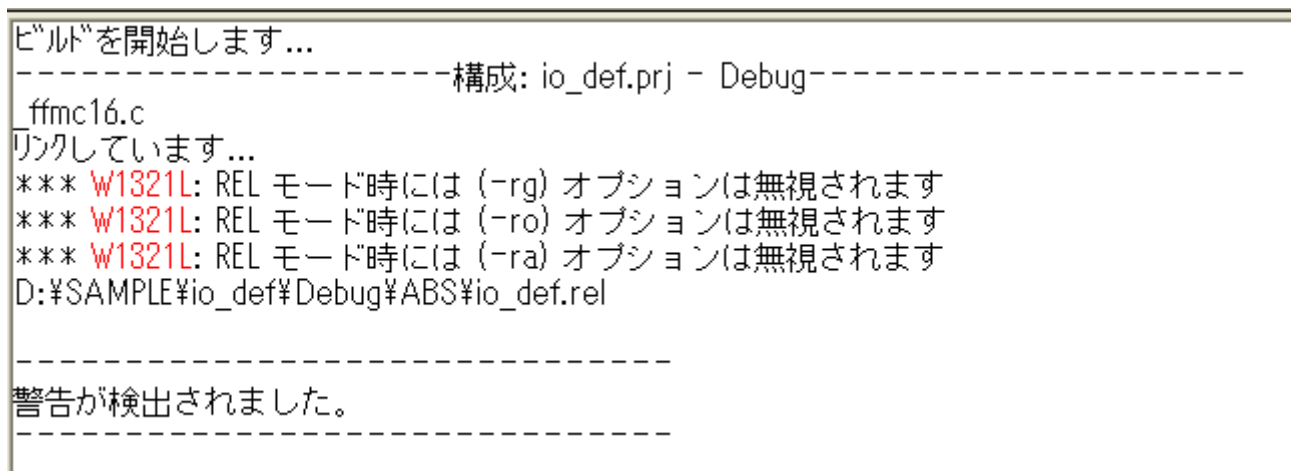 ﾋﾞﾙﾄﾞを開始します...
--------------------構成: io_def.prj - Debug--------------------
_ffmc16.c
ﾘﾝｸしています...
*** W1321L: REL モード時には (-rg) オプションは無視されます
*** W1321L: REL モード時には (-ro) オプションは無視されます
*** W1321L: REL モード時には (-ra) オプションは無視されます
D:¥SAMPLE¥io_def¥Debug¥ABS¥io_def.rel
------------------------------
警告が検出されました。
------------------------------